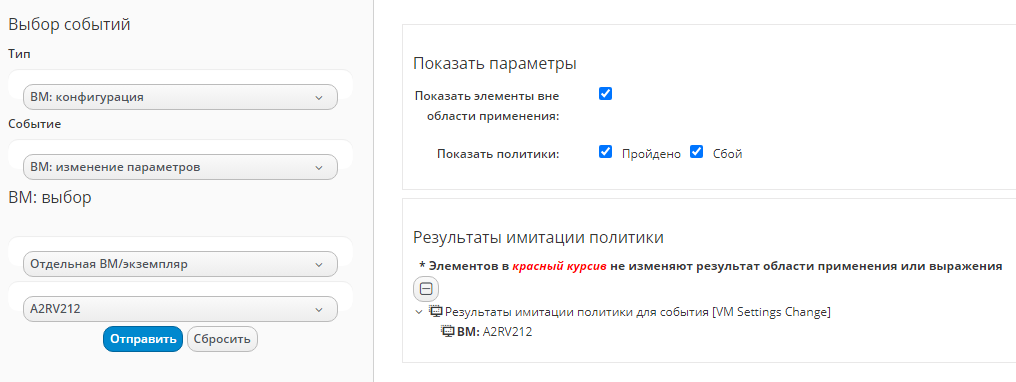 Выбор событий
Тип
ВМ: конфигурация
Событие
ВМ: изменение параметров
ВМ: выбор
Отдельная ВМ/экземпляр
A2RV212
Отправить Сбросить
Показать параметры
Показать элементы вне
области применения:
Показать политики: Пройдено Сбой
Результаты имитации политики
* Элементов в красный курсив не изменяют результат области применения или выражения
Результаты имитации политики для события [VM Settings Change]
ВМ: A2RV212